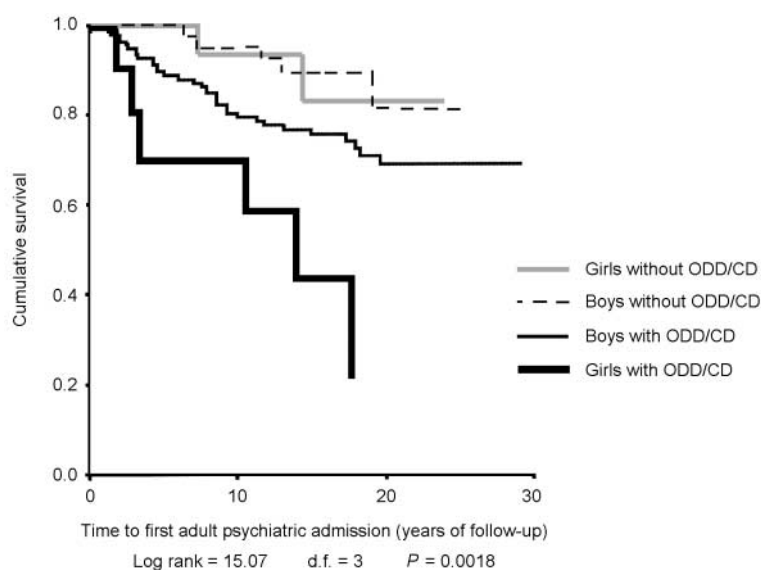 1.0
0.8
0.6
0.4
0.2
0.0
Cumulative survival
0 10 20 30
Time to first adult psychiatric admission (years of follow-up)
Log rank = 15.07 d.f. = 3 P = 0.0018
Girls without ODD/CD
Boys without ODD/CD
Boys with ODD/CD
Girls with ODD/CD